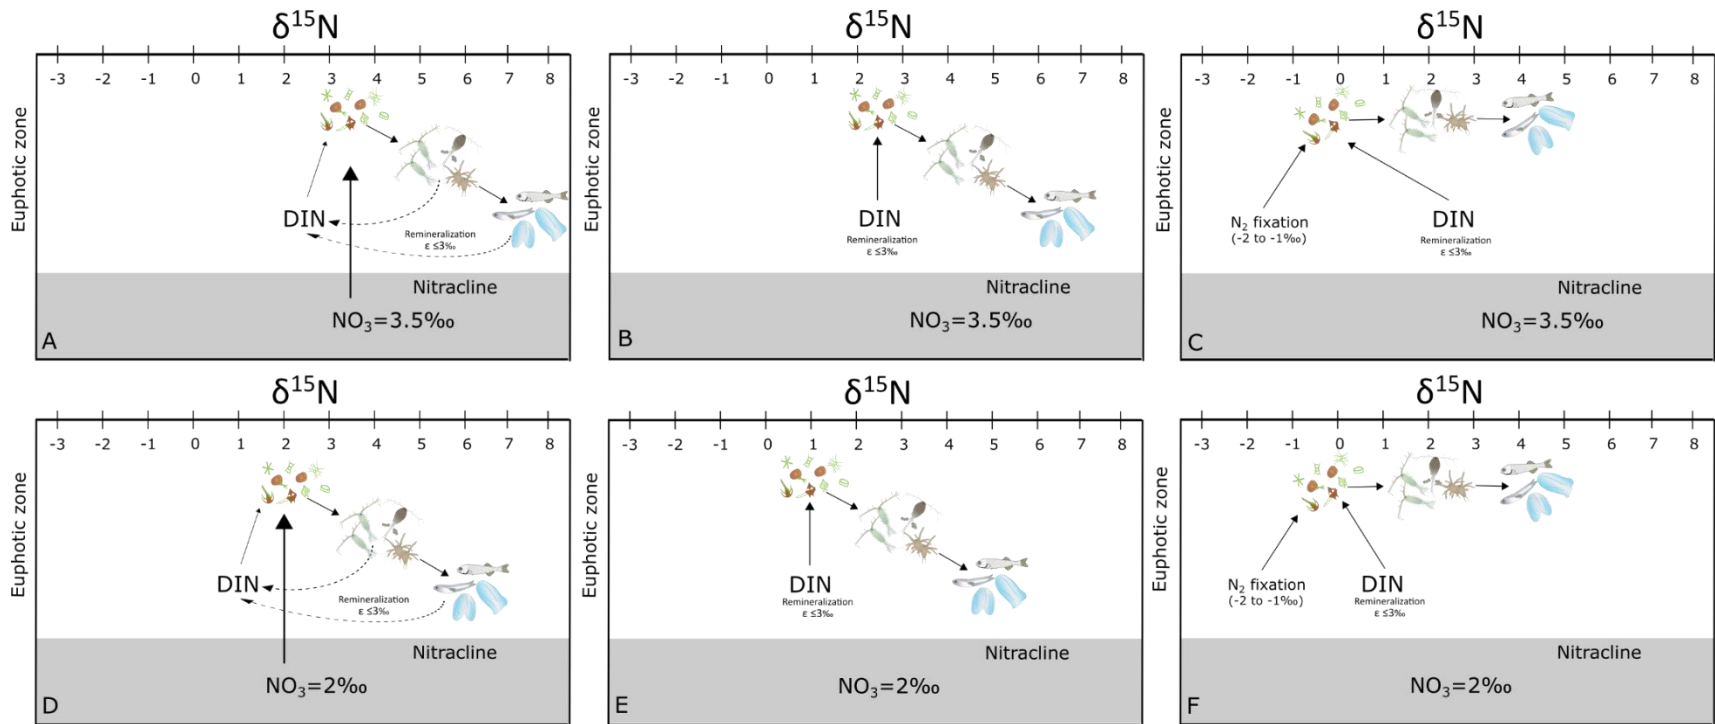 δ¹⁵N
-3 -2 -1 0 1 2 3 4 5 6 7 8
Euphotic zone
DIN
Remineralization
ε ≤3‰
Nitracline
NO₃=3.5‰
A
δ¹⁵N
-3 -2 -1 0 1 2 3 4 5 6 7 8
Euphotic zone
DIN
Remineralization
ε ≤3‰
Nitracline
NO₃=3.5‰
B
δ¹⁵N
-3 -2 -1 0 1 2 3 4 5 6 7 8
Euphotic zone
N₂ fixation
(-2 to -1‰)
DIN
Remineralization
ε ≤3‰
Nitracline
NO₃=3.5‰
C
δ¹⁵N
-3 -2 -1 0 1 2 3 4 5 6 7 8
Euphotic zone
DIN
Remineralization
ε ≤3‰
Nitracline
NO₃=2‰
D
δ¹⁵N
-3 -2 -1 0 1 2 3 4 5 6 7 8
Euphotic zone
DIN
Remineralization
ε ≤3‰
Nitracline
NO₃=2‰
E
δ¹⁵N
-3 -2 -1 0 1 2 3 4 5 6 7 8
Euphotic zone
N₂ fixation
(-2 to -1‰)
DIN
Remineralization
ε ≤3‰
Nitracline
NO₃=2‰
F